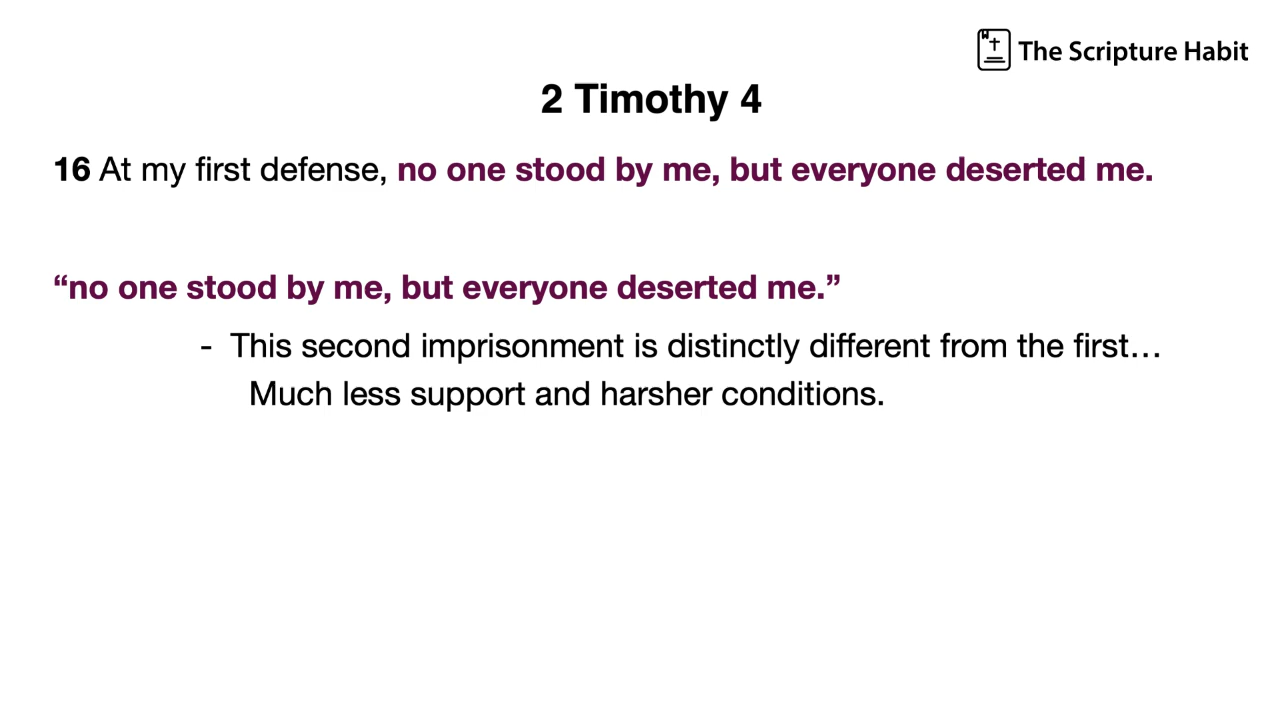 The Scripture Habit
2 Timothy 4
16 At my first defense, no one stood by me, but everyone deserted me.
“no one stood by me, but everyone deserted me.”
- This second imprisonment is distinctly different from the first…
Much less support and harsher conditions.